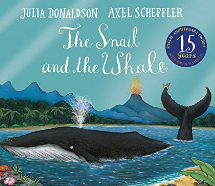 JULIA DONALDSON AXEL SCHEFFLER
The Snail
and the Whale
15
years